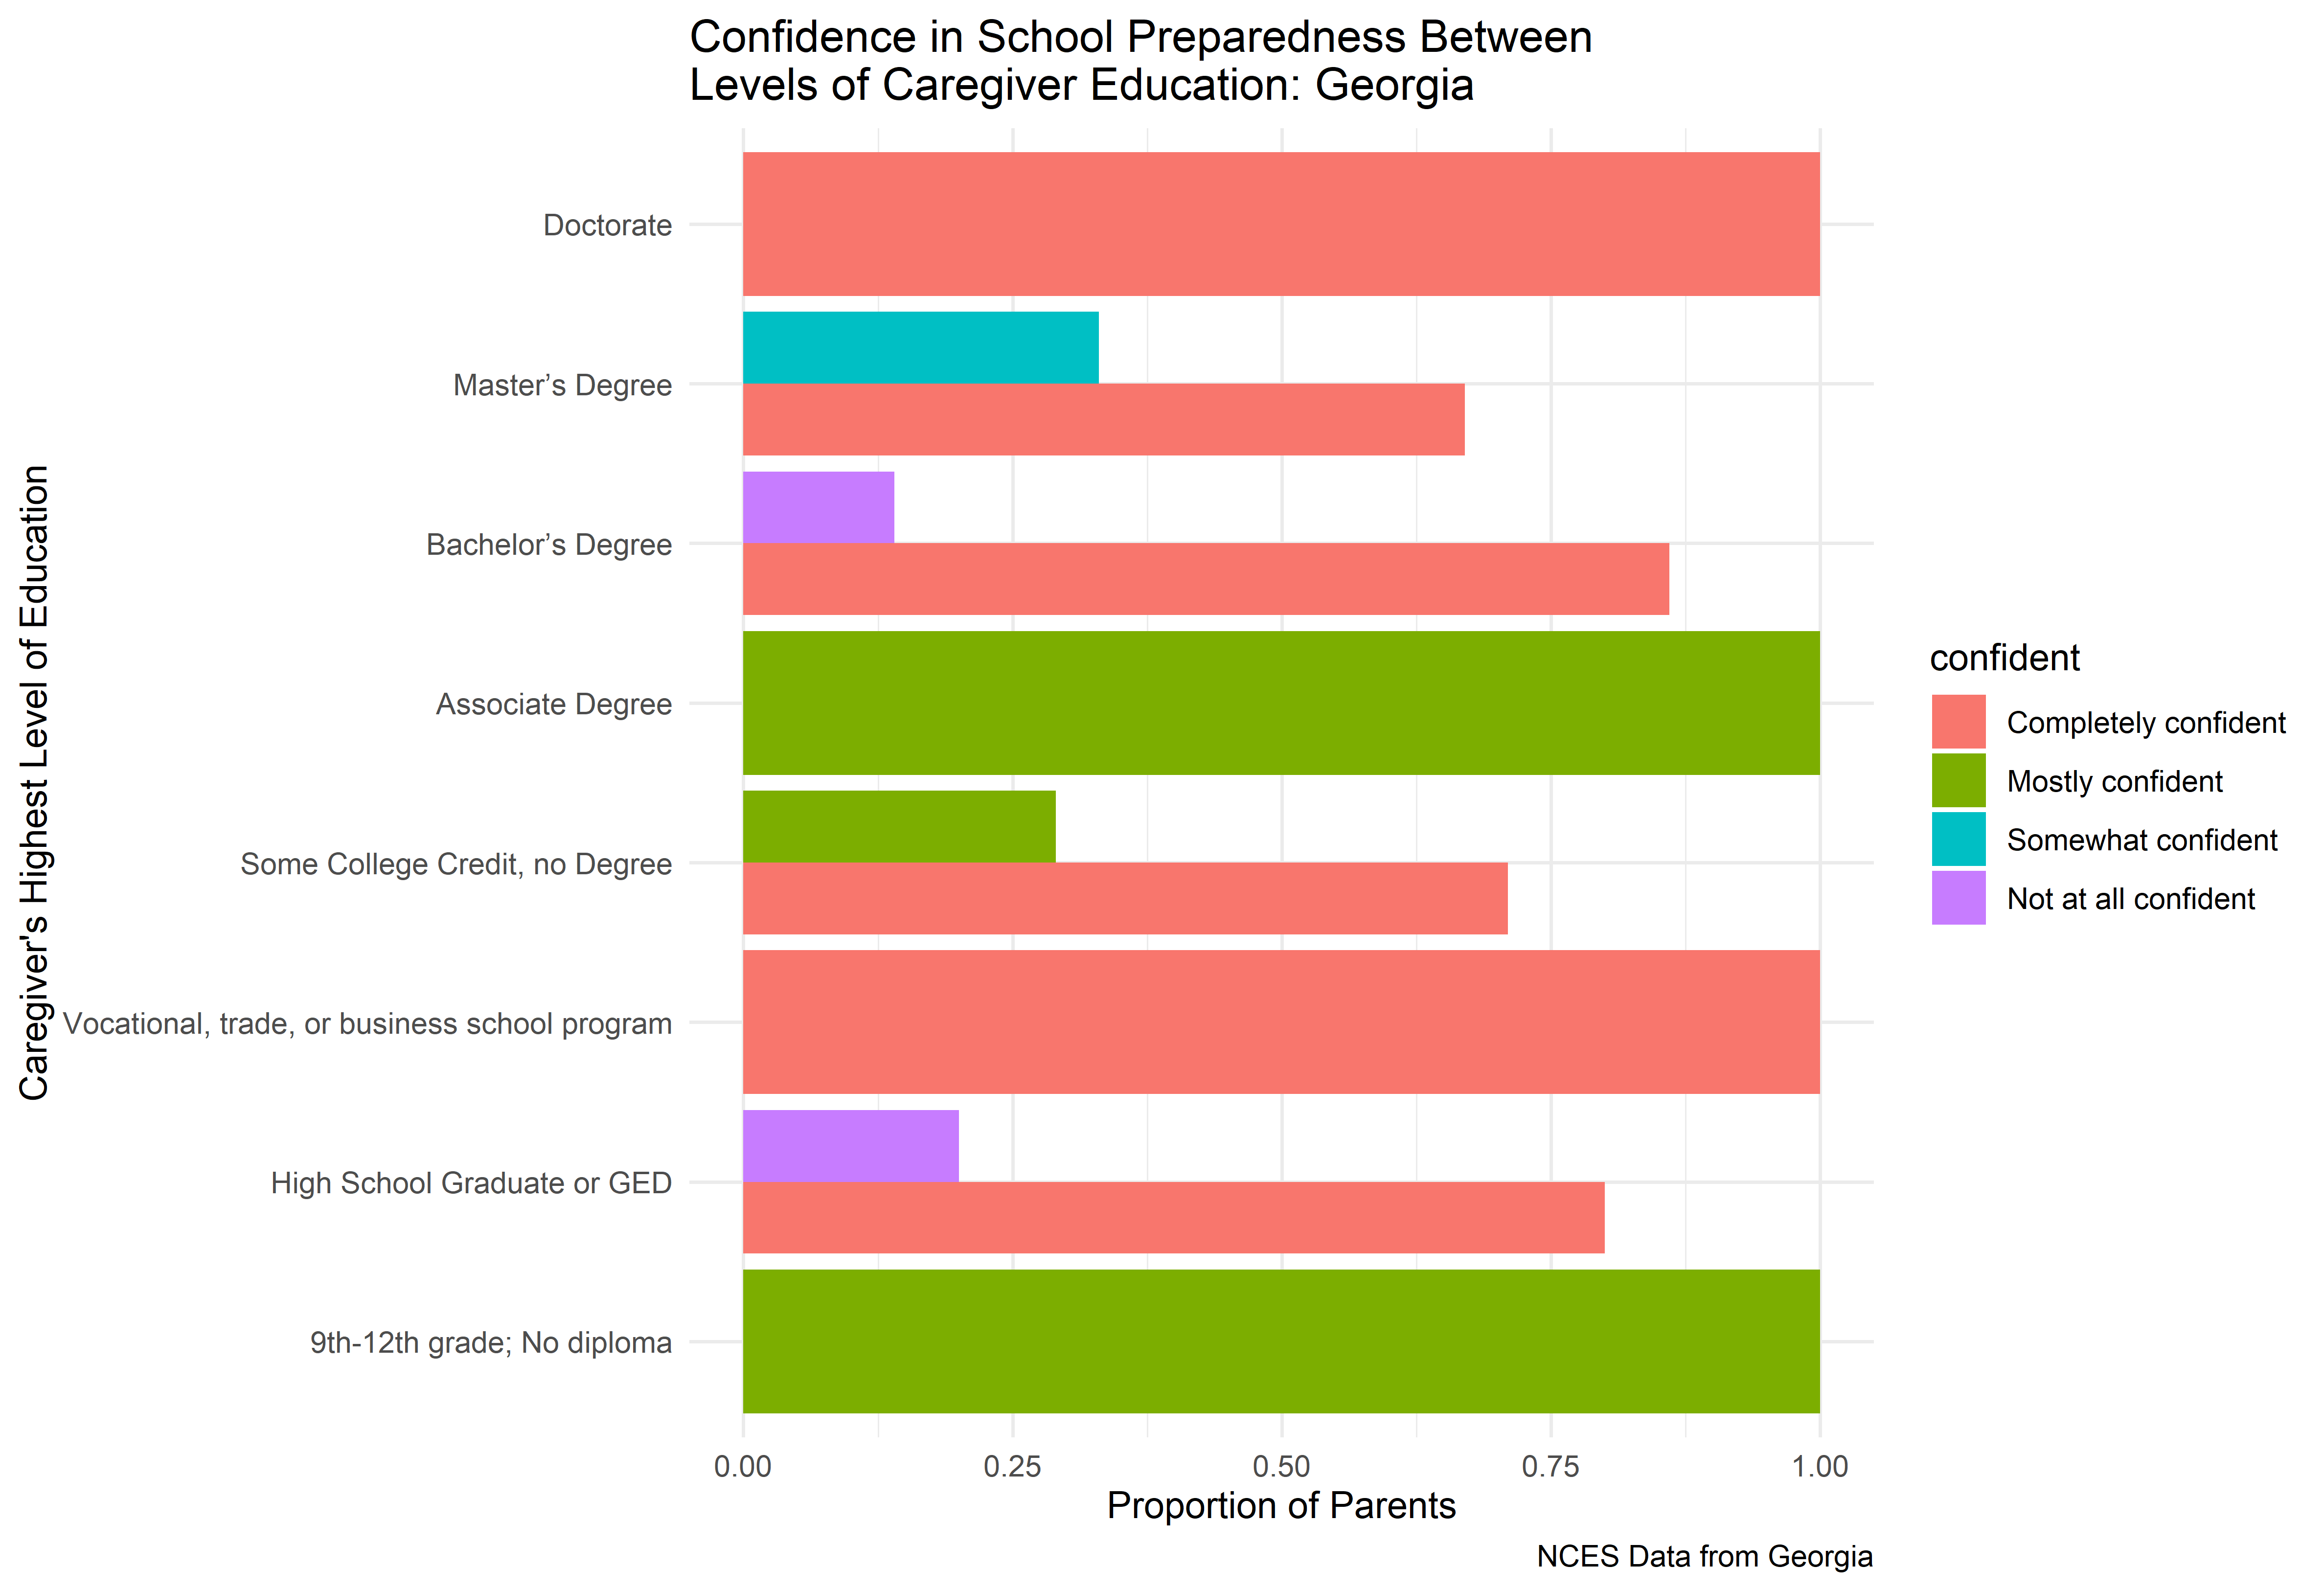 Confidence in School Preparedness Between
Levels of Caregiver Education: Georgia
Caregiver's Highest Level of Education
Doctorate
Master’s Degree
Bachelor’s Degree
Associate Degree
Some College Credit, no Degree
Vocational, trade, or business school program
High School Graduate or GED
9th-12th grade; No diploma
0.00 0.25 0.50 0.75 1.00
Proportion of Parents
confident
Completely confident
Mostly confident
Somewhat confident
Not at all confident
NCES Data from Georgia